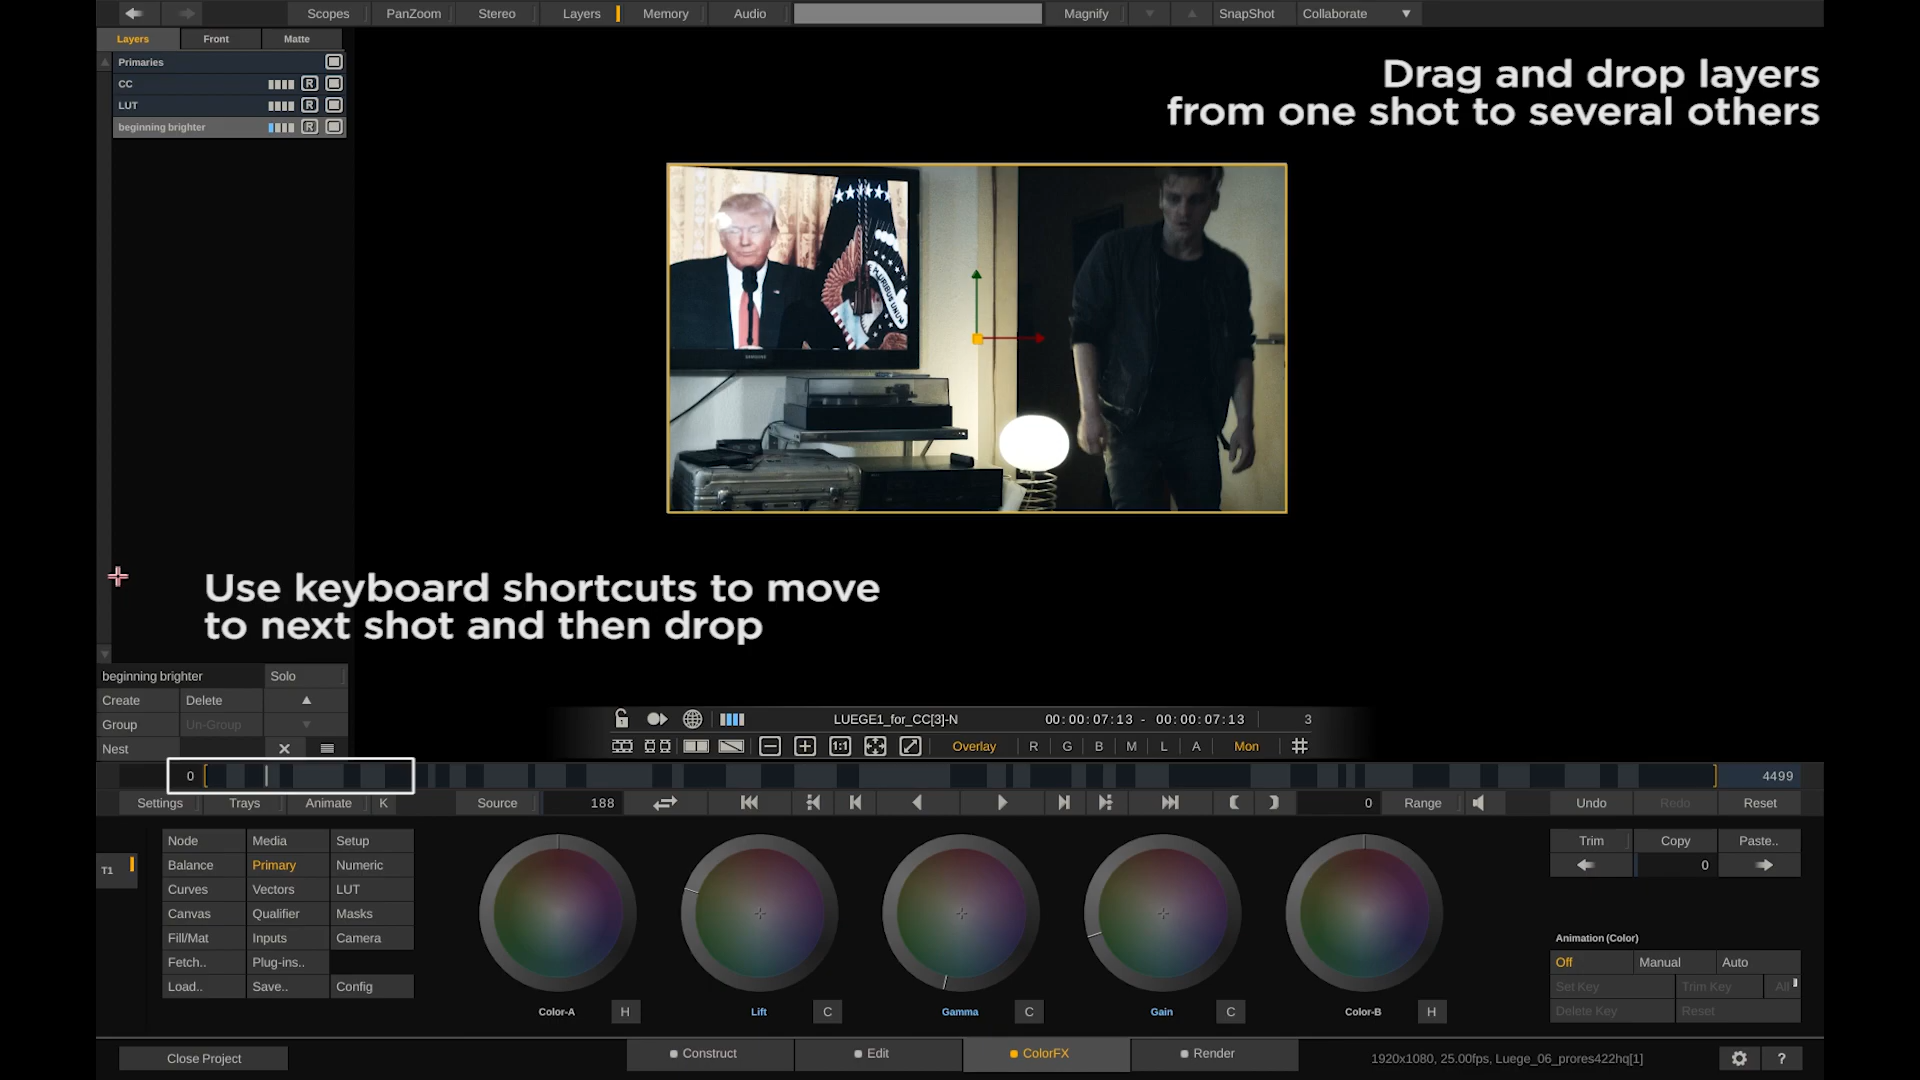 Scopes PanZoom Stereo Layers Memory Audio Magnify SnapShot Collaborate
Layers Front Matte
Primaries
CC R
LUT R
beginning brighter R
Drag and drop layers
from one shot to several others
SAMSUNG
PLURIBUS UNUM
Use keyboard shortcuts to move
to next shot and then drop
beginning brighter Solo
Create Delete
Group Un-Group
Nest
LUEGE1_for_CC[3]-N 00:00:07:13 - 00:00:07:13 3
1:1 Overlay R G B M L A Mon
0 4499
Settings Trays Animate K Source 188 0 Range Undo Redo Reset
T1
Node Media Setup
Balance Primary Numeric
Curves Vectors LUT
Canvas Qualifier Masks
Fill/Mat Inputs Camera
Fetch.. Plug-ins..
Load.. Save.. Config
Color-A H Lift C Gamma C Gain C Color-B H
Trim Copy Paste..
0
Animation (Color)
Off Manual Auto
Set Key Trim Key All
Delete Key Reset
Close Project Construct Edit ColorFX Render 1920x1080, 25.00fps, Luege_06_prores422hq[1] ?